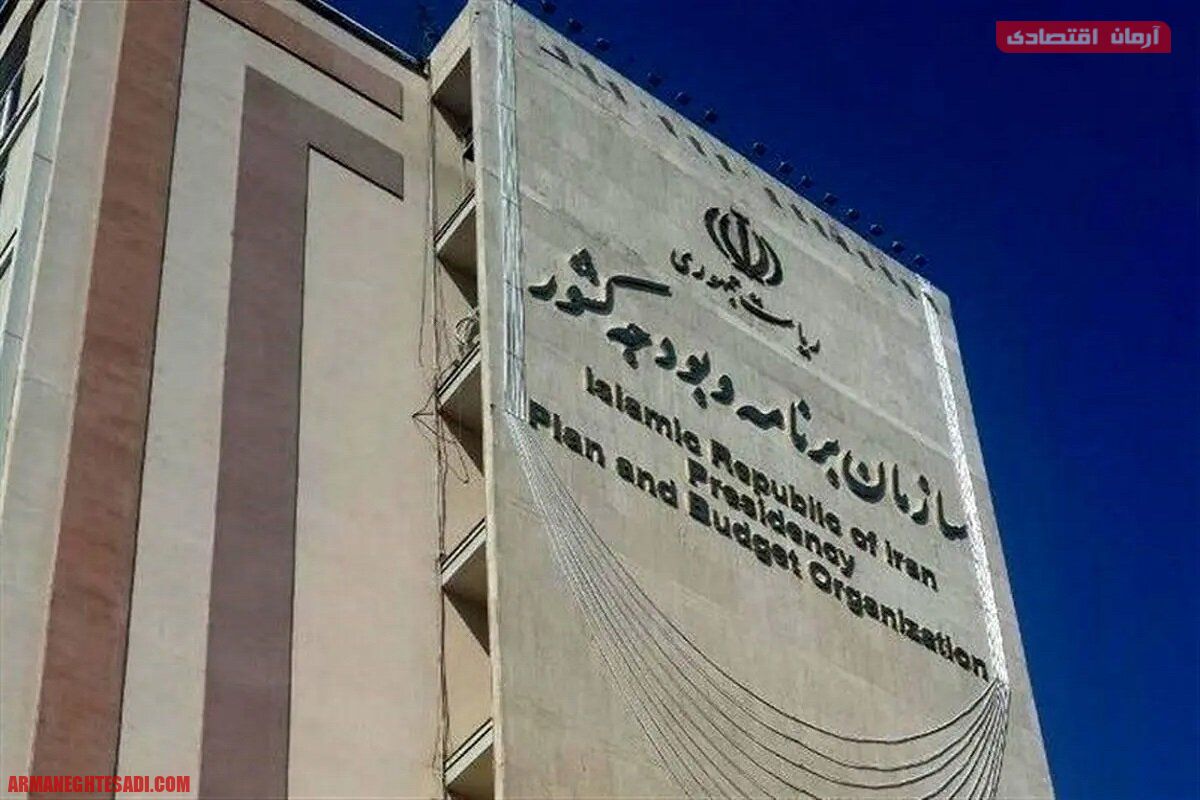 آرمان اقتصادی
ریاست جمهوری
سازمان برنامه و بودجه کشور
Islamic Republic of Iran
Presidency
Plan and Budget Organization
ARMANEGHTESADI.COM